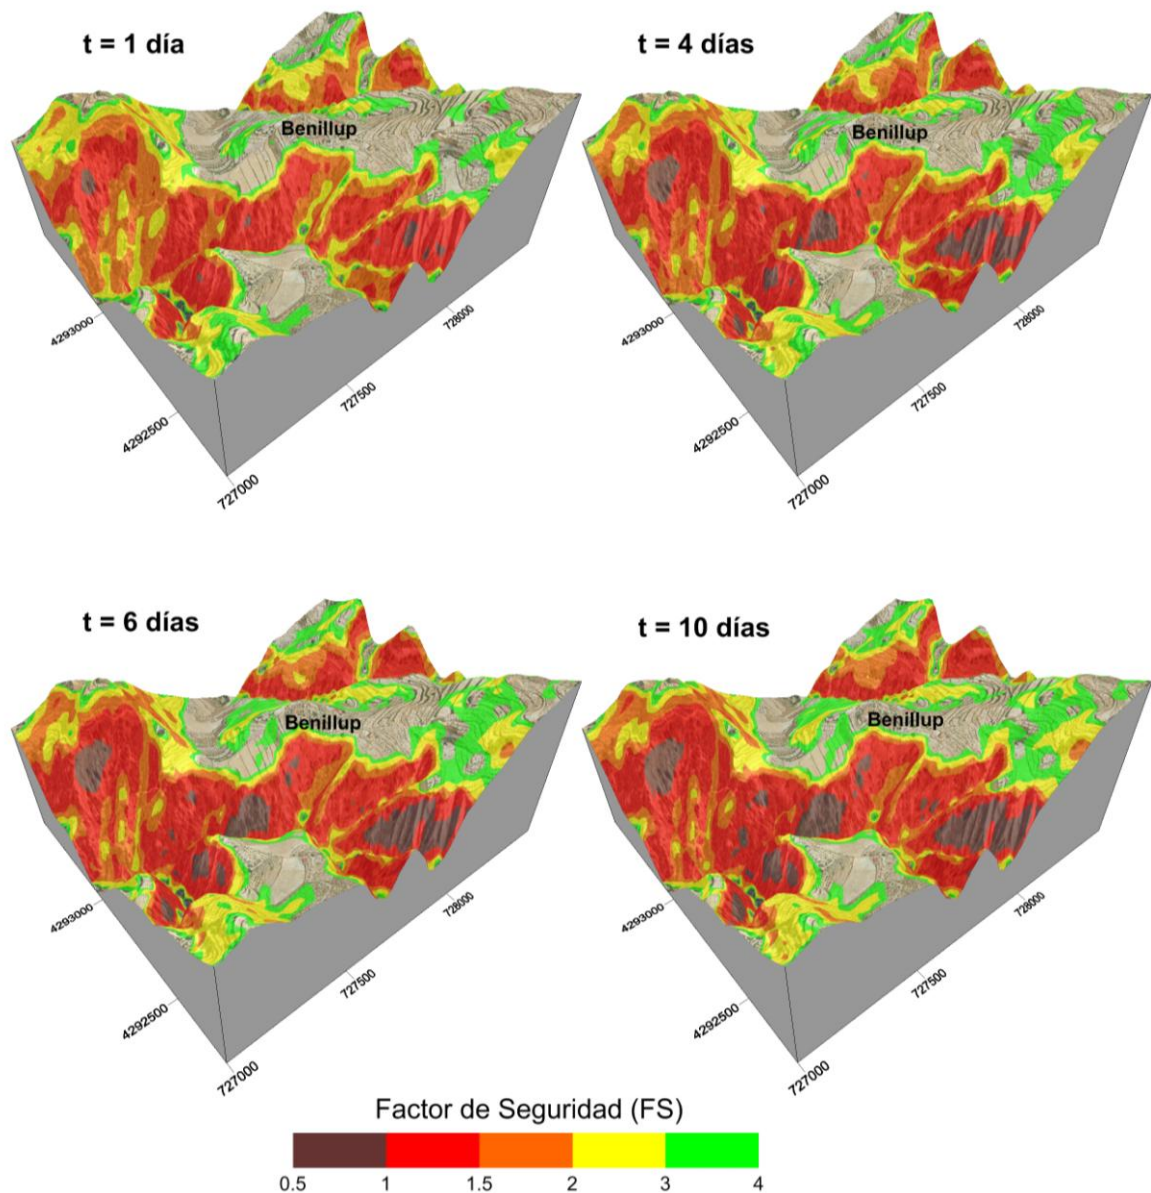 t = 1 día
Benillup
4293000
4292500
727000
727500
728000
t = 4 días
Benillup
4293000
4292500
727000
727500
728000
t = 6 días
Benillup
4293000
4292500
727000
727500
728000
t = 10 días
Benillup
4293000
4292500
727000
727500
728000
Factor de Seguridad (FS)
0.5 1 1.5 2 3 4